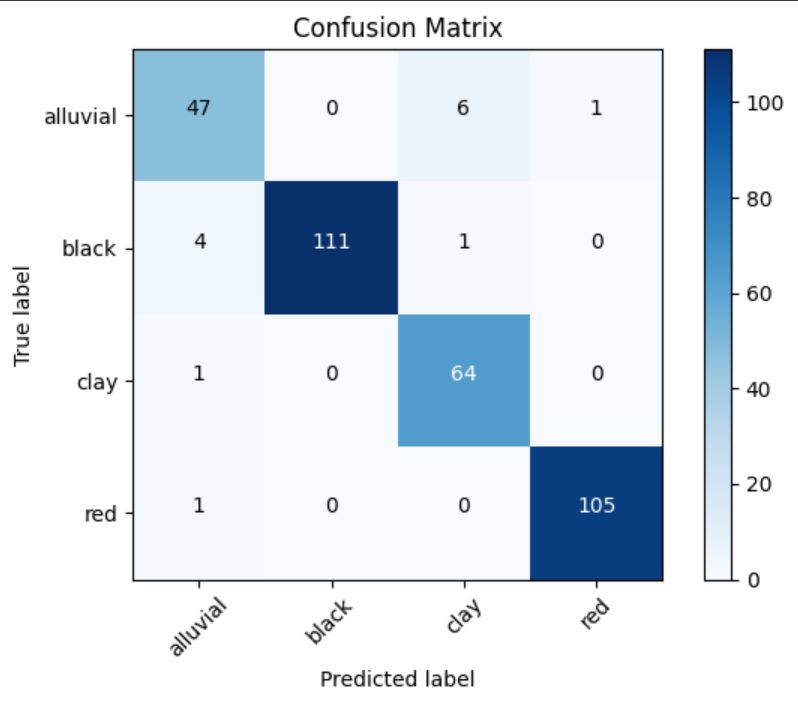 Confusion Matrix
alluvial 47 0 6 1
black 4 111 1 0
clay 1 0 64 0
red 1 0 0 105
alluvial black clay red
Predicted label
True label
100
80
60
40
20
0